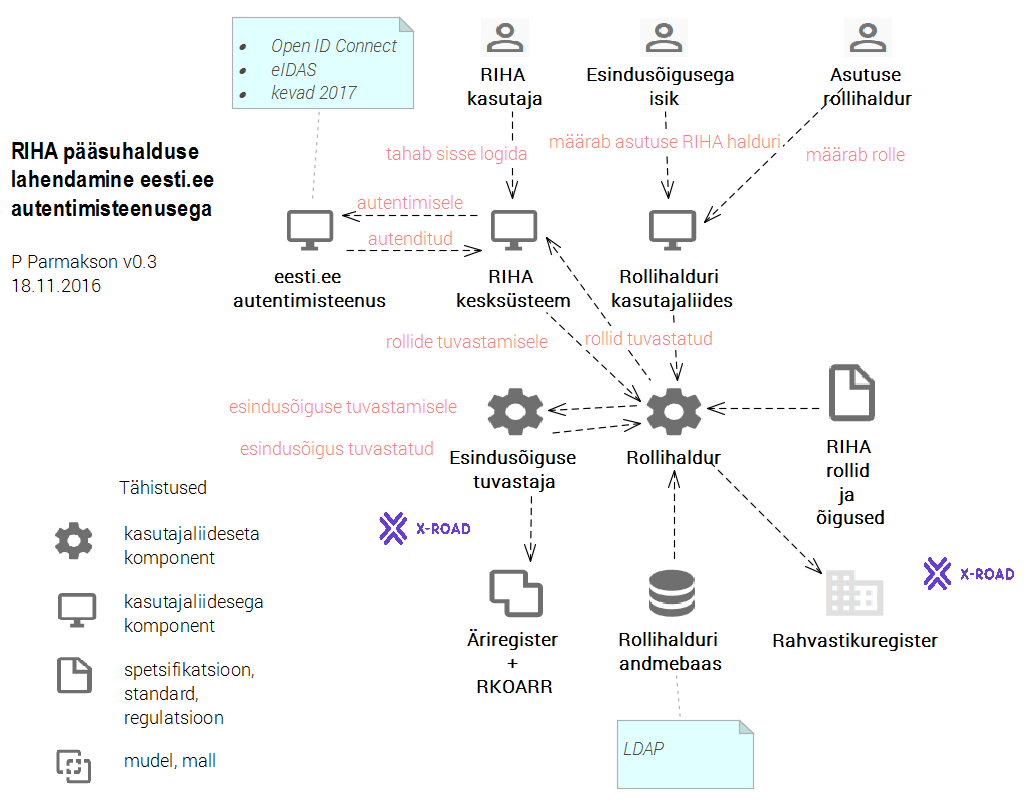 Open ID Connect
eIDAS
kevad 2017
RIHA
kasutaja
Esindusõigusega
isik
Asutuse
rollihaldur
RIHA pääsuhalduse
lahendamine eesti.ee
autentimisteenusega
P Parmakson v0.3
18.11.2016
tahab sisse logida
määrab asutuse RIHA halduri
määrab rolle
autentimisele
autenditud
eesti.ee
autentimisteenus
RIHA
kesksüsteem
Rollihalduri
kasutajaliides
rollide tuvastamisele
rollid tuvastatud
esindusõiguse tuvastamisele
esindusõigus tuvastatud
Esindusõiguse
tuvastaja
Rollihaldur
RIHA
rollid
ja
õigused
Tähistused
kasutajaliideseta
komponent
kasutajaliidesega
komponent
spetsifikatsioon,
standard,
regulatsioon
mudel, mall
X-ROAD
X-ROAD
Äriregister
+
RKOARR
Rollihalduri
andmebaas
Rahvastikuregister
LDAP